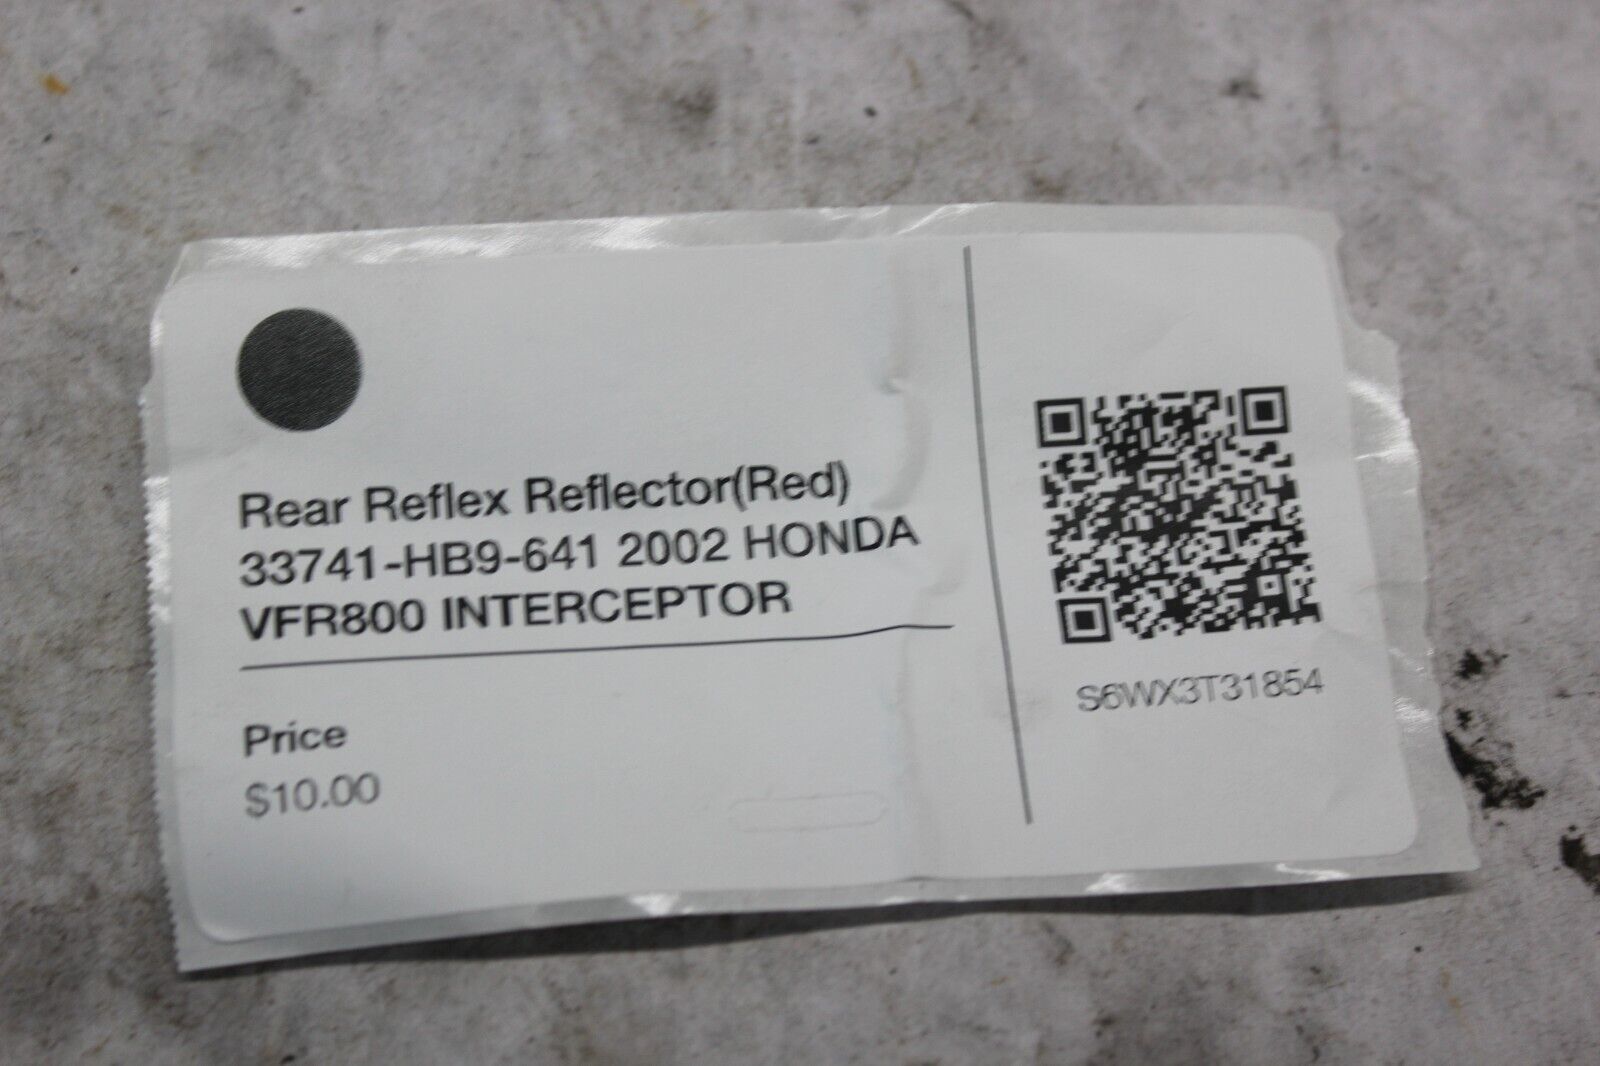 Rear Reflex Reflector(Red)
33741-HB9-641 2002 HONDA
VFR800 INTERCEPTOR
Price
$10.00
S6WX3T31854